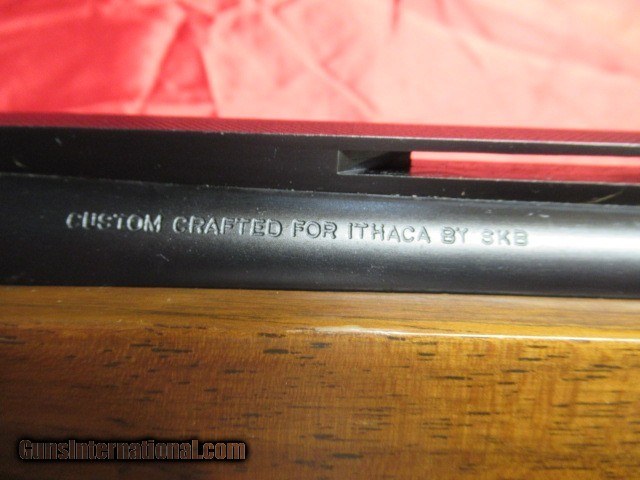 CUSTOM CRAFTED FOR ITHACA BY SKB
GunsInternational.com